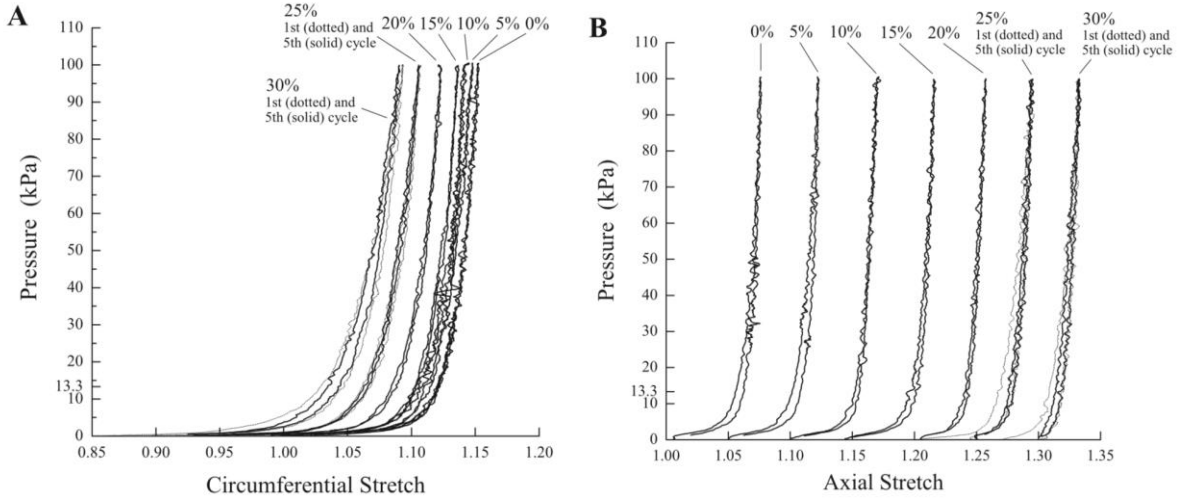 A
25%
1st (dotted) and
5th (solid) cycle
20% 15% 10% 5% 0%
30%
1st (dotted) and
5th (solid) cycle
110
100
90
80
70
60
50
40
30
20
13.3
10
0
Pressure (kPa)
0.85 0.90 0.95 1.00 1.05 1.10 1.15 1.20
Circumferential Stretch
B
0% 5% 10% 15% 20%
25%
1st (dotted) and
5th (solid) cycle
30%
1st (dotted) and
5th (solid) cycle
110
100
90
80
70
60
50
40
30
20
13.3
10
0
Pressure (kPa)
1.00 1.05 1.10 1.15 1.20 1.25 1.30 1.35
Axial Stretch